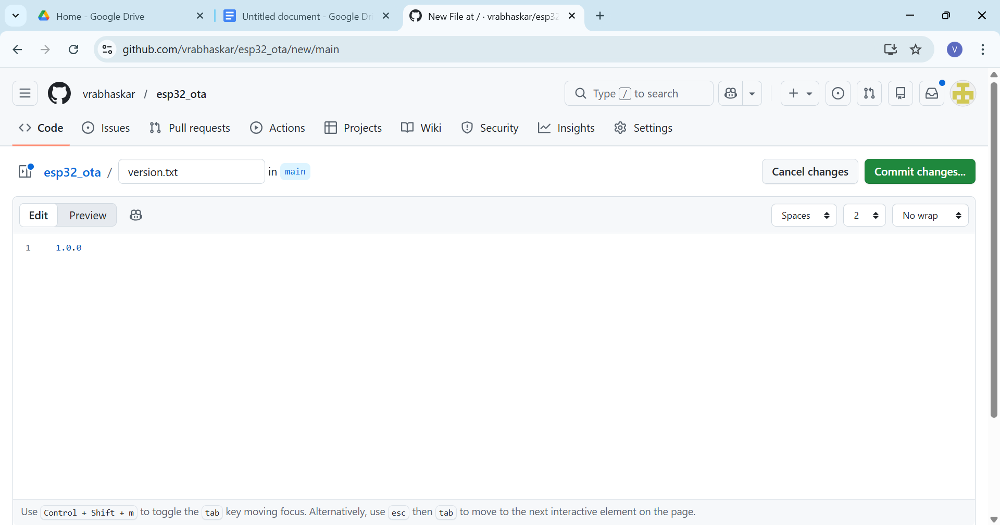 Home - Google Drive
Untitled document - Google Dri
New File at / · vrabhaskar/esp32
github.com/vrabhaskar/esp32_ota/new/main
V
vrabhaskar / esp32_ota
Type / to search
Code
Issues
Pull requests
Actions
Projects
Wiki
Security
Insights
Settings
esp32_ota / version.txt in main
Cancel changes
Commit changes...
Edit
Preview
Spaces
2
No wrap
1 1.0.0
Use Control + Shift + m to toggle the tab key moving focus. Alternatively, use esc then tab to move to the next interactive element on the page.